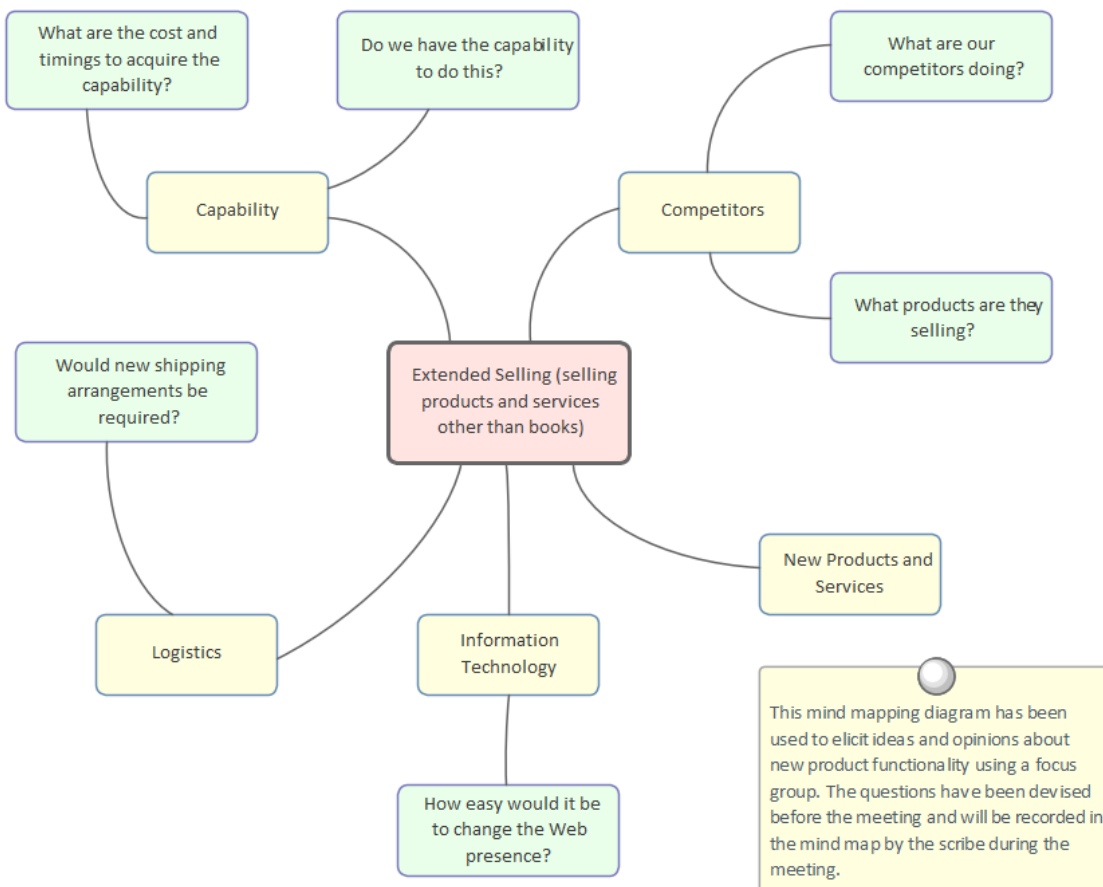 What are the cost and
timings to acquire the
capability?
Do we have the capability
to do this?
What are our
competitors doing?
Capability
Competitors
What products are they
selling?
Would new shipping
arrangements be
required?
Extended Selling (selling
products and services
other than books)
New Products and
Services
Logistics
Information
Technology
How easy would it be
to change the Web
presence?
This mind mapping diagram has been
used to elicit ideas and opinions about
new product functionality using a focus
group. The questions have been devised
before the meeting and will be recorded in
the mind map by the scribe during the
meeting.